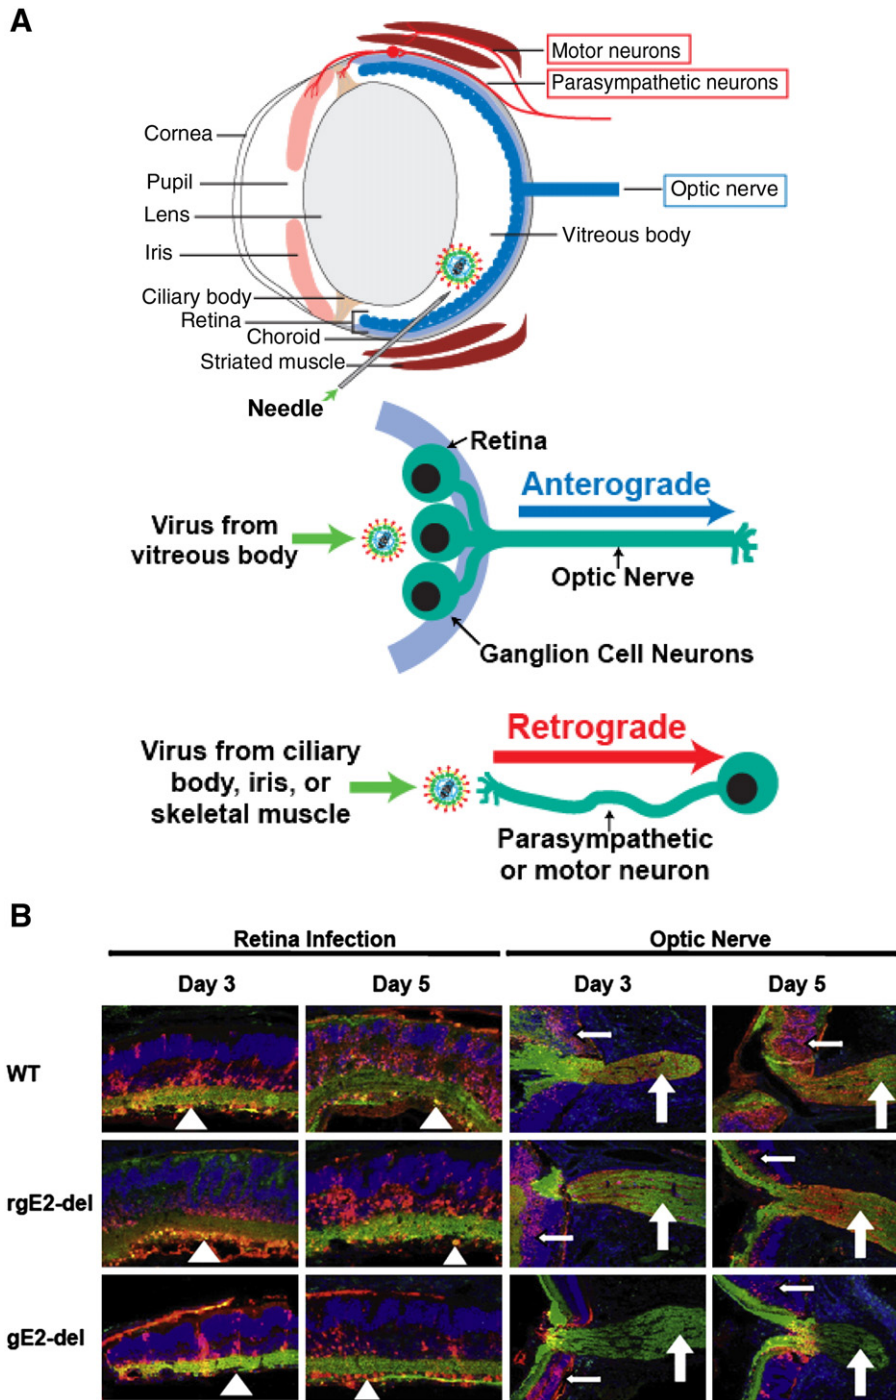 A
Motor neurons
Parasympathetic neurons
Cornea
Pupil
Optic nerve
Lens
Vitreous body
Iris
Ciliary body
Retina
Choroid
Striated muscle
Needle
Retina
Anterograde
Virus from
vitreous body
Optic Nerve
Ganglion Cell Neurons
Retrograde
Virus from ciliary
body, iris, or
skeletal muscle
Parasympathetic
or motor neuron
B
Retina Infection
Optic Nerve
Day 3
Day 5
Day 3
Day 5
WT
rgE2-del
gE2-del